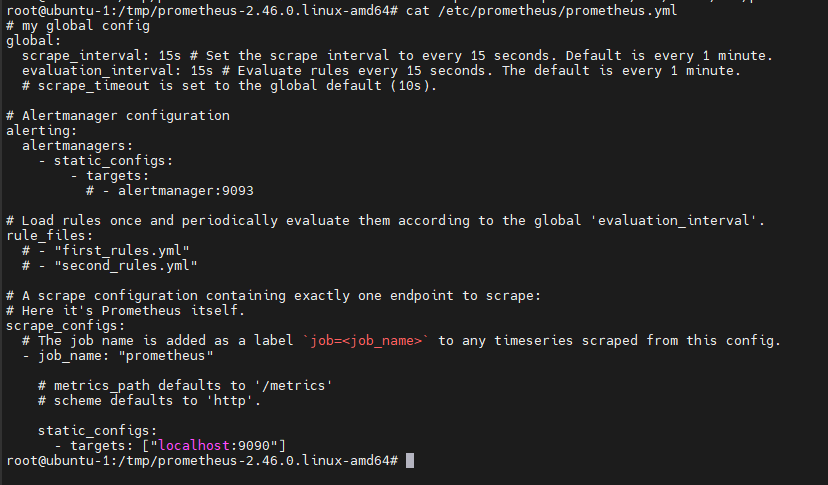 root@ubuntu-1:/tmp/prometheus-2.46.0.linux-amd64# cat /etc/prometheus/prometheus.yml
# my global config
global:
  scrape_interval: 15s # Set the scrape interval to every 15 seconds. Default is every 1 minute.
  evaluation_interval: 15s # Evaluate rules every 15 seconds. The default is every 1 minute.
  # scrape_timeout is set to the global default (10s).

# Alertmanager configuration
alerting:
  alertmanagers:
    - static_configs:
        - targets:
          # - alertmanager:9093

# Load rules once and periodically evaluate them according to the global 'evaluation_interval'.
rule_files:
  # - "first_rules.yml"
  # - "second_rules.yml"

# A scrape configuration containing exactly one endpoint to scrape:
# Here it's Prometheus itself.
scrape_configs:
  # The job name is added as a label `job=<job_name>` to any timeseries scraped from this config.
  - job_name: "prometheus"

    # metrics_path defaults to '/metrics'
    # scheme defaults to 'http'.

    static_configs:
      - targets: ["localhost:9090"]
root@ubuntu-1:/tmp/prometheus-2.46.0.linux-amd64#